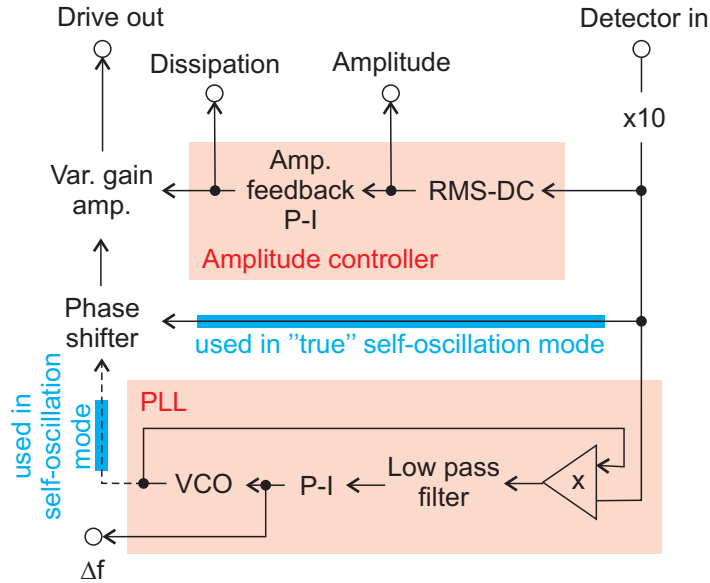 Drive out
Detector in
Dissipation
Amplitude
x10
Var. gain
amp.
Amp.
feedback
P-I
RMS-DC
Amplitude controller
Phase
shifter
used in "true" self-oscillation mode
used in
self-oscillation
mode
PLL
VCO
P-I
Low pass
filter
x
Δf